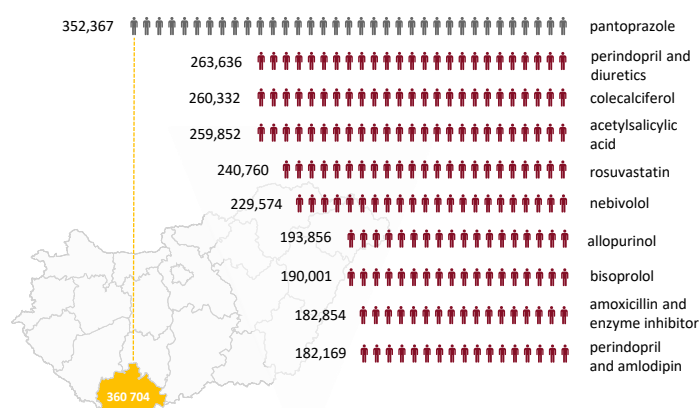 352,367 pantoprazole
263,636 perindopril and
diuretics
260,332 colecalciferol
259,852 acetylsalicylic
acid
240,760 rosuvastatin
229,574 nebivolol
193,856 allopurinol
190,001 bisoprolol
182,854 amoxicillin and
enzyme inhibitor
182,169 perindopril
and amlodipin
360 704